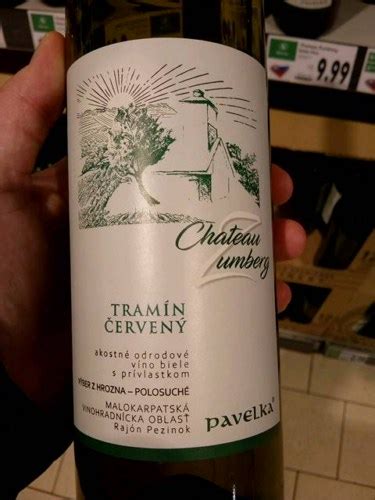 9.99
Chateau
Zumberg
TRAMÍN
ČERVENÝ
akostné odrodové
víno biele
s prívlastkom
VÝBER Z HROZNA – POLOSUCHÉ
MALOKARPATSKÁ
VINOHRADNÍCKA OBLASŤ
Rajón Pezinok
pavelka